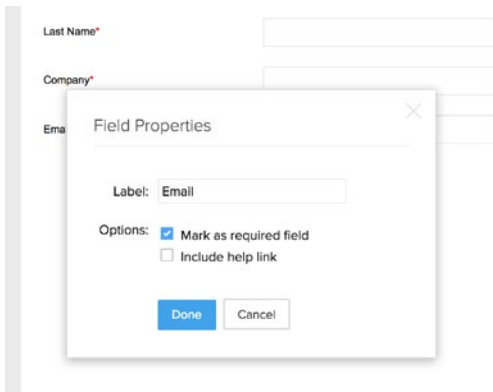 Last Name*
Company*
Ema
Field Properties
Label: Email
Options: Mark as required field
Include help link
Done Cancel